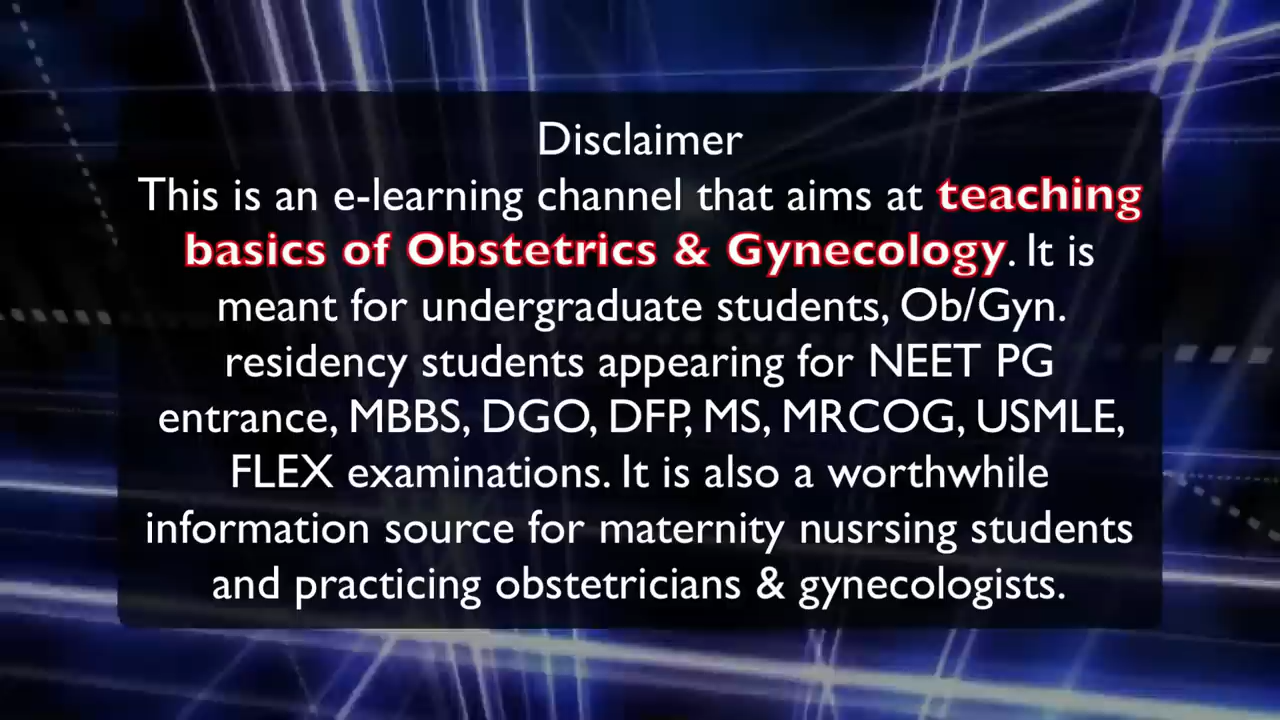 Disclaimer
This is an e-learning channel that aims at teaching
basics of Obstetrics & Gynecology. It is
meant for undergraduate students, Ob/Gyn.
residency students appearing for NEET PG
entrance, MBBS, DGO, DFP, MS, MRCOG, USMLE,
FLEX examinations. It is also a worthwhile
information source for maternity nusrsing students
and practicing obstetricians & gynecologists.